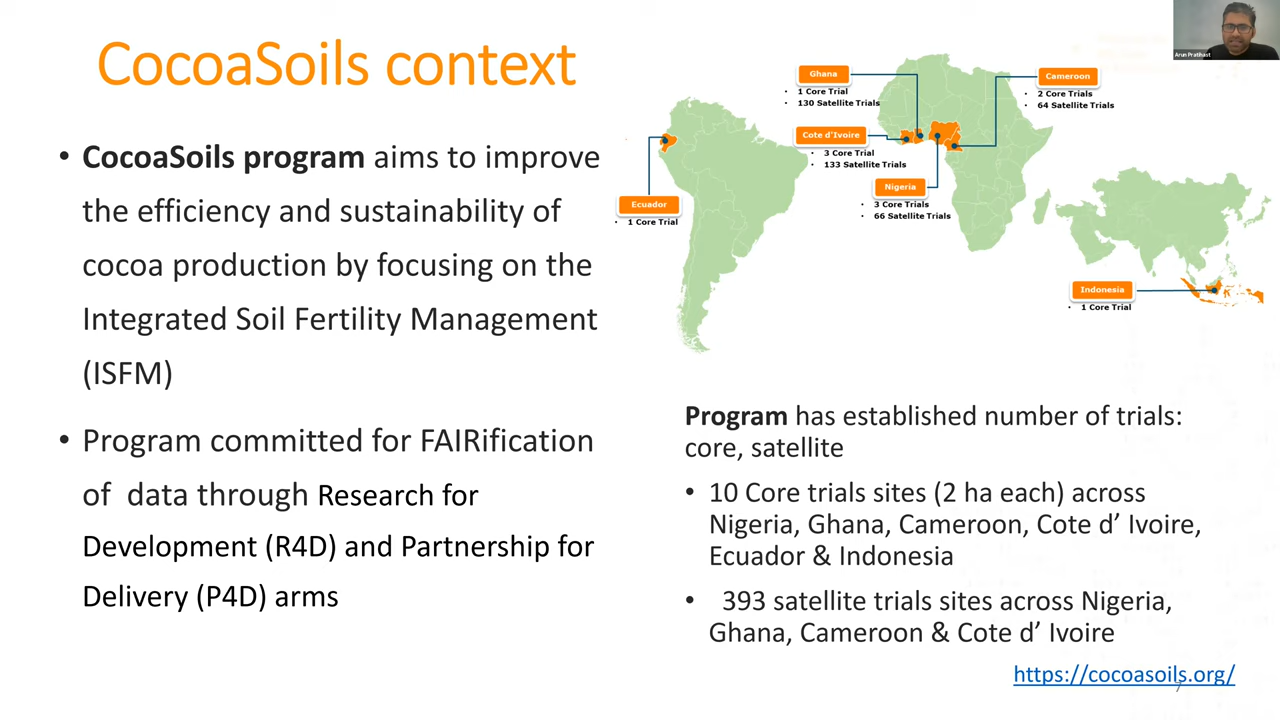 CocoaSoils context
• CocoaSoils program aims to improve
the efficiency and sustainability of
cocoa production by focusing on the
Integrated Soil Fertility Management
(ISFM)
• Program committed for FAIRification
of data through Research for
Development (R4D) and Partnership for
Delivery (P4D) arms
Ghana
• 1 Core Trial
• 130 Satellite Trials
Cameroon
• 2 Core Trials
• 64 Satellite Trials
Cote d'Ivoire
• 3 Core Trial
• 133 Satellite Trials
Nigeria
• 3 Core Trials
• 66 Satellite Trials
Ecuador
• 1 Core Trial
Indonesia
• 1 Core Trial
Program has established number of trials:
core, satellite
• 10 Core trials sites (2 ha each) across
Nigeria, Ghana, Cameroon, Cote d’ Ivoire,
Ecuador & Indonesia
• 393 satellite trials sites across Nigeria,
Ghana, Cameroon & Cote d’ Ivoire
https://cocoasoils.org/
7
Arun Pratihast